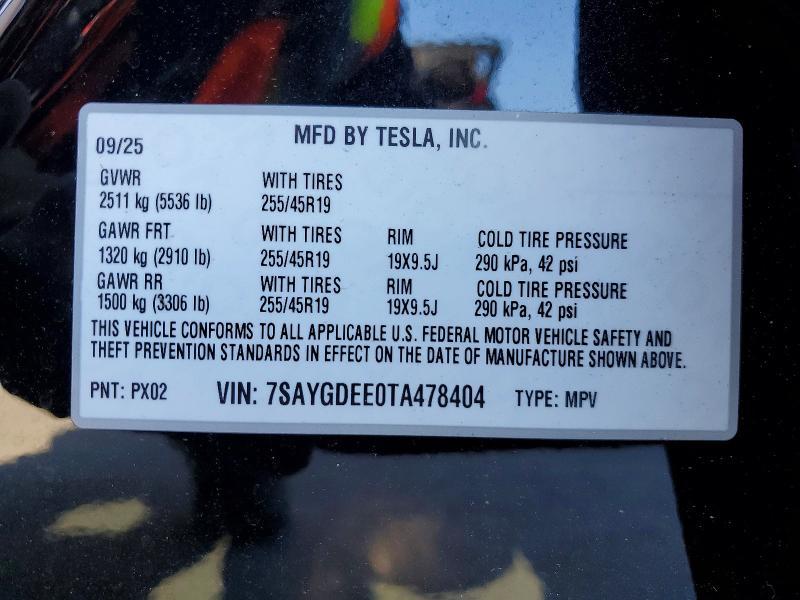 09/25 MFD BY TESLA, INC.
GVWR WITH TIRES
2511 kg (5536 lb) 255/45R19
GAWR FRT WITH TIRES RIM COLD TIRE PRESSURE
1320 kg (2910 lb) 255/45R19 19X9.5J 290 kPa, 42 psi
GAWR RR WITH TIRES RIM COLD TIRE PRESSURE
1500 kg (3306 lb) 255/45R19 19X9.5J 290 kPa, 42 psi
THIS VEHICLE CONFORMS TO ALL APPLICABLE U.S. FEDERAL MOTOR VEHICLE SAFETY AND
THEFT PREVENTION STANDARDS IN EFFECT ON THE DATE OF MANUFACTURE SHOWN ABOVE.
PNT: PX02 VIN: 7SAYGDEE0TA478404 TYPE: MPV